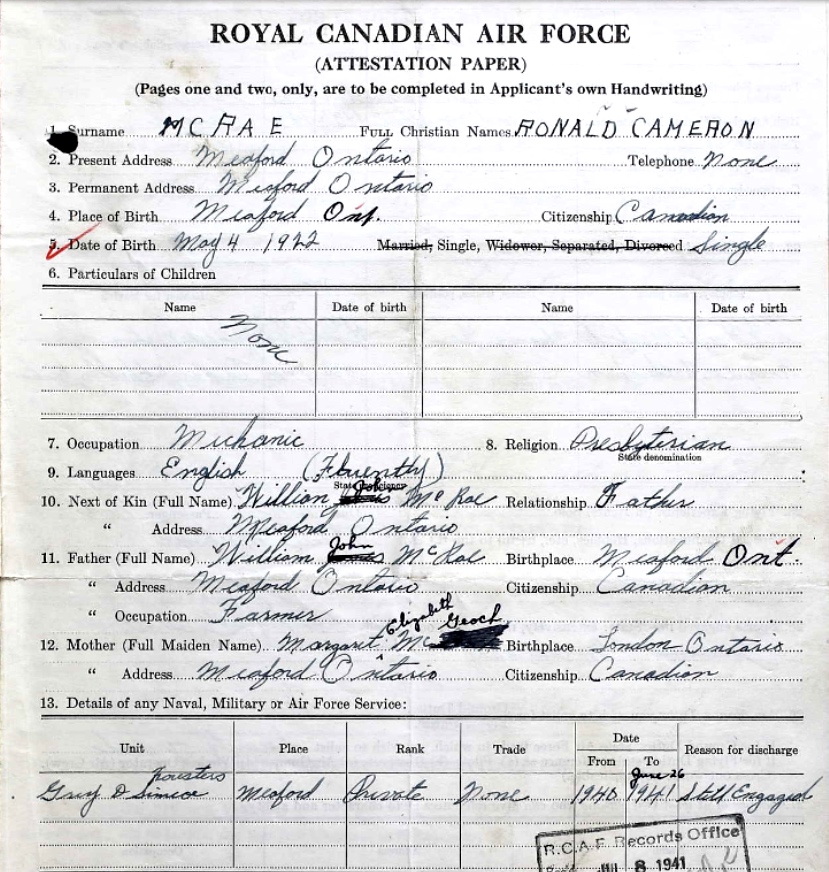 ROYAL CANADIAN AIR FORCE
(ATTESTATION PAPER)
(Pages one and two, only, are to be completed in Applicant's own Handwriting)
1. Surname MCRAE Full Christian Names RONALD CAMERON
2. Present Address Meaford Ontario Telephone None
3. Permanent Address Meaford Ontario
4. Place of Birth Meaford Ont. Citizenship Canadian
5. Date of Birth May 4 1922 Married, Single, Widower, Separated, Divorced Single
6. Particulars of Children
Name Date of birth Name Date of birth
None
7. Occupation Mechanic 8. Religion Presbyterian
State denomination
9. Languages English (Fluently)
State proficiency
10. Next of Kin (Full Name) William McRae Relationship Father
" Address Meaford Ontario
11. Father (Full Name) William John McRae Birthplace Meaford Ont.
" Address Meaford Ontario Citizenship Canadian
" Occupation Farmer
12. Mother (Full Maiden Name) Margaret Elizabeth McGeoch Birthplace London Ontario
" Address Meaford Ontario Citizenship Canadian
13. Details of any Naval, Military or Air Force Service:
Unit Place Rank Trade Date Reason for discharge
From To
Grey & Simcoe Foresters Meaford Private None 1940 June 26 1941 Still Engaged
R.C.A.F. Records Office
8 1941